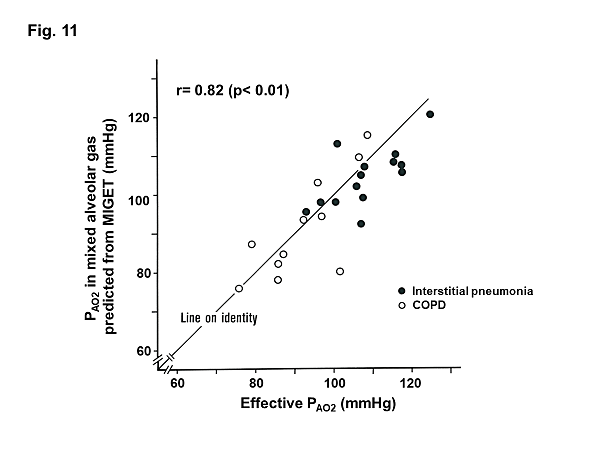 Fig. 11
r= 0.82 (p< 0.01)
PAO2 in mixed alveolar gas
predicted from MIGET (mmHg)
120
100
80
60
Line on identity
Interstitial pneumonia
COPD
60 80 100 120
Effective PAO2 (mmHg)